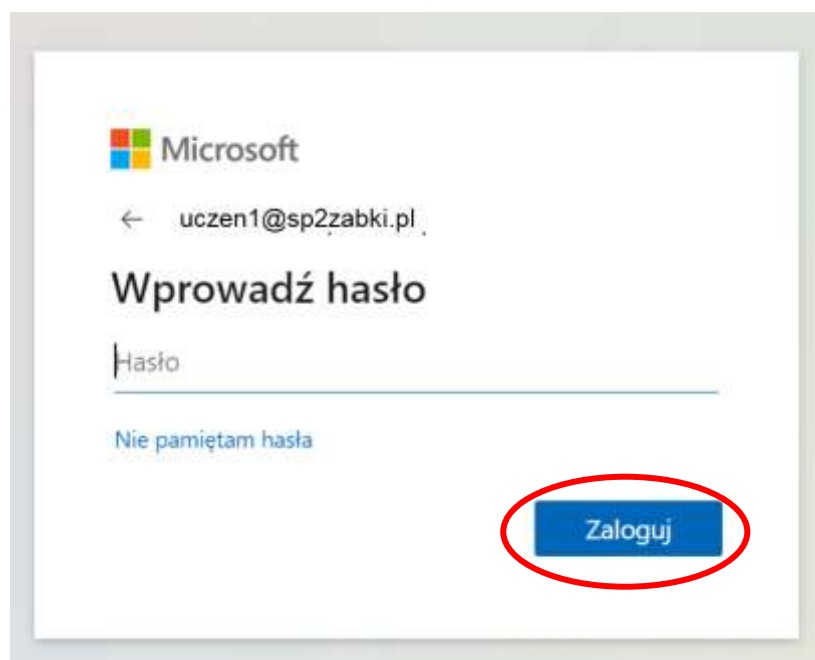 Microsoft
← uczen1@sp2zabki.pl
Wprowadź hasło
Hasło
Nie pamiętam hasła
Zaloguj